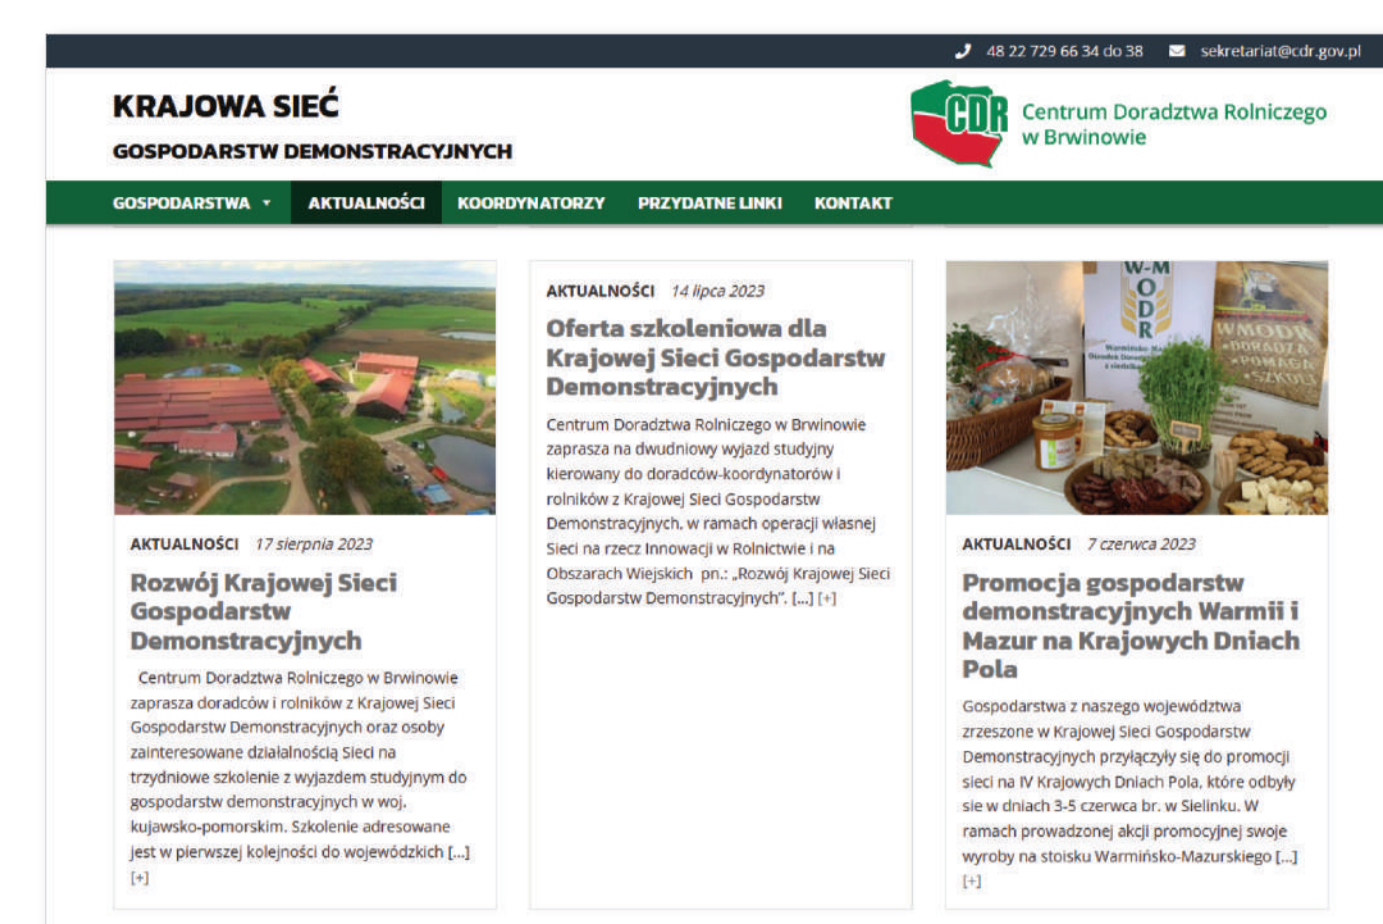 48 22 729 66 34 do 38
sekretariat@cdr.gov.pl
KRAJOWA SIEĆ
GOSPODARSTW DEMONSTRACYJNYCH
CDR
Centrum Doradztwa Rolniczego
w Brwinowie
GOSPODARSTWA
AKTUALNOŚCI
KOORDYNATORZY
PRZYDATNE LINKI
KONTAKT
AKTUALNOŚCI 17 sierpnia 2023
Rozwój Krajowej Sieci
Gospodarstw
Demonstracyjnych
Centrum Doradztwa Rolniczego w Brwinowie
zaprasza doradców i rolników z Krajowej Sieci
Gospodarstw Demonstracyjnych oraz osoby
zainteresowane działalnością Sieci na
trzydniowe szkolenie z wyjazdem studyjnym do
gospodarstw demonstracyjnych w woj.
kujawsko-pomorskim. Szkolenie adresowane
jest w pierwszej kolejności do wojewódzkich [...]
[+]
AKTUALNOŚCI 14 lipca 2023
Oferta szkoleniowa dla
Krajowej Sieci Gospodarstw
Demonstracyjnych
Centrum Doradztwa Rolniczego w Brwinowie
zaprasza na dwudniowy wyjazd studyjny
kierowany do doradców-koordynatorów i
rolników z Krajowej Sieci Gospodarstw
Demonstracyjnych, w ramach operacji własnej
Sieci na rzecz Innowacji w Rolnictwie i na
Obszarach Wiejskich pn.: „Rozwój Krajowej Sieci
Gospodarstw Demonstracyjnych". [...] [+]
W-M
O
D
R
Warmińsko-
WMODR
•DORADZA
•POMAGA
•SZKOLI
AKTUALNOŚCI 7 czerwca 2023
Promocja gospodarstw
demonstracyjnych Warmii i
Mazur na Krajowych Dniach
Pola
Gospodarstwa z naszego województwa
zrzeszone w Krajowej Sieci Gospodarstw
Demonstracyjnych przyłączyły się do promocji
sieci na IV Krajowych Dniach Pola, które odbyły
sie w dniach 3-5 czerwca br. w Sielinku. W
ramach prowadzonej akcji promocyjnej swoje
wyroby na stoisku Warmińsko-Mazurskiego [...]
[+]